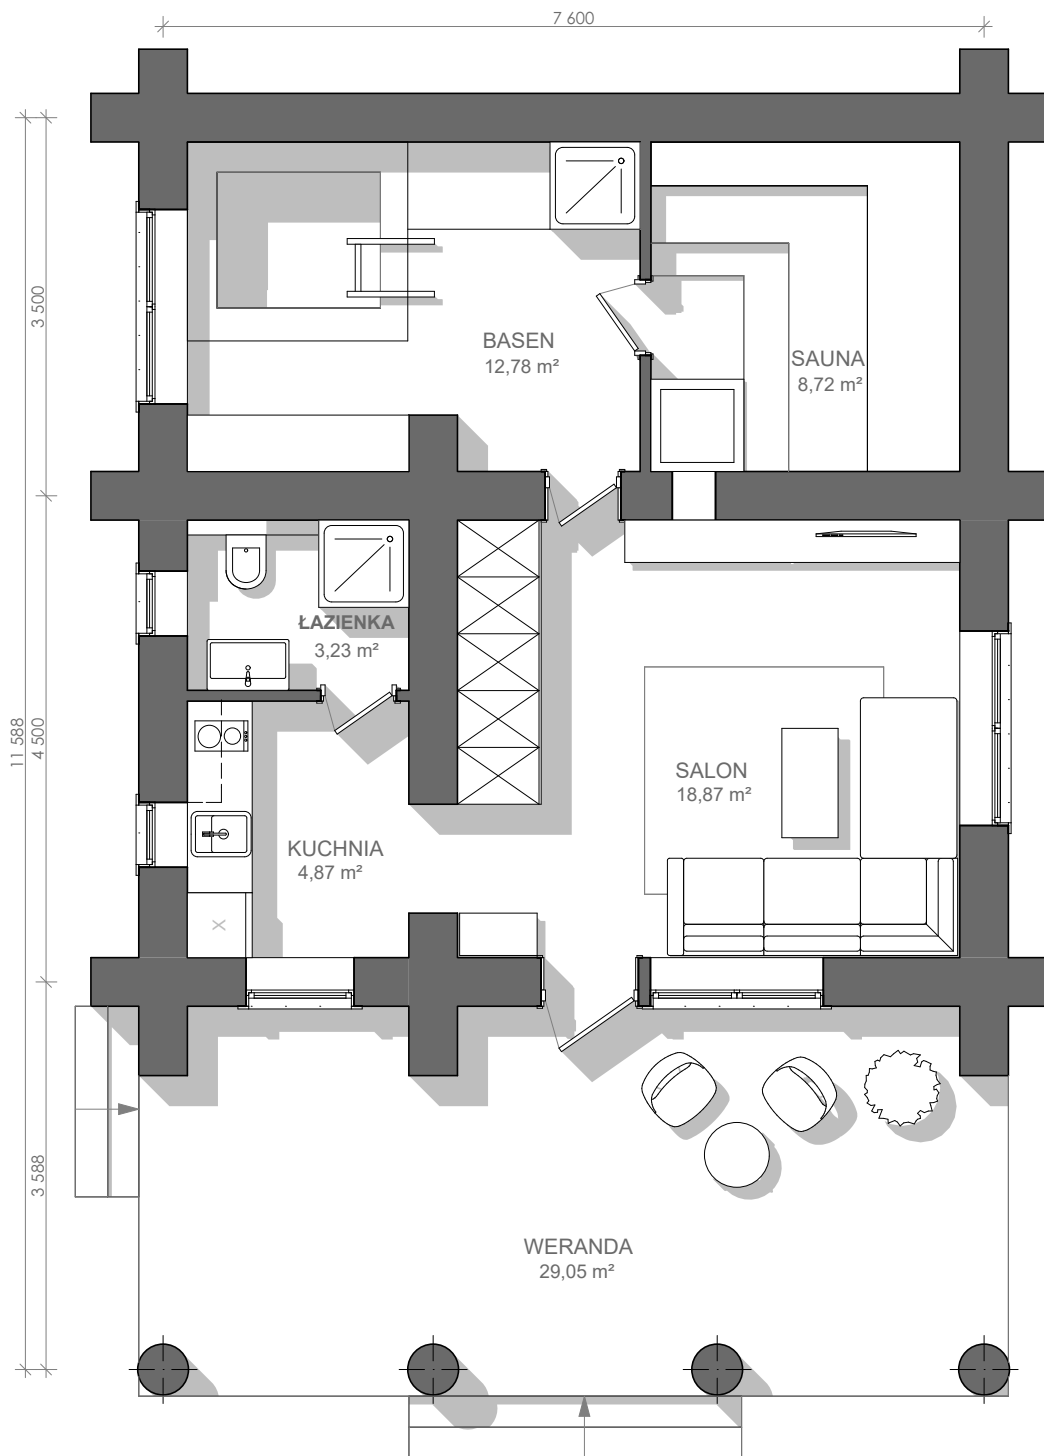 7 600
3 500
BASEN
12,78 m²
SAUNA
8,72 m²
ŁAZIENKA
3,23 m²
11 588
4 500
SALON
18,87 m²
KUCHNIA
4,87 m²
X
3 588
WERANDA
29,05 m²